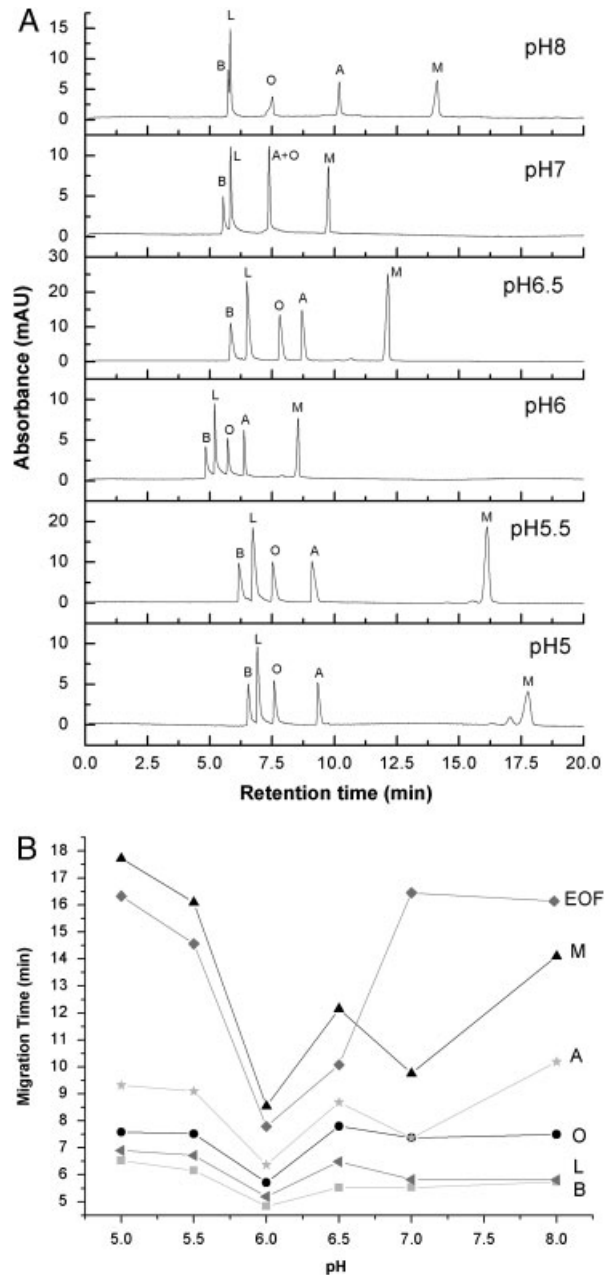 A
Absorbance (mAU)
15
10
5
0
B
L
O
A
M
pH8
10
5
0
B
L
A+O
M
pH7
30
20
10
0
B
L
O
A
M
pH6.5
10
5
0
B
L
O
A
M
pH6
20
10
0
B
L
O
A
M
pH5.5
10
5
0
B
L
O
A
M
pH5
0.0 2.5 5.0 7.5 10.0 12.5 15.0 17.5 20.0
Retention time (min)
B
Migration Time (min)
18
17
16
15
14
13
12
11
10
9
8
7
6
5
EOF
M
A
O
L
B
5.0 5.5 6.0 6.5 7.0 7.5 8.0
pH